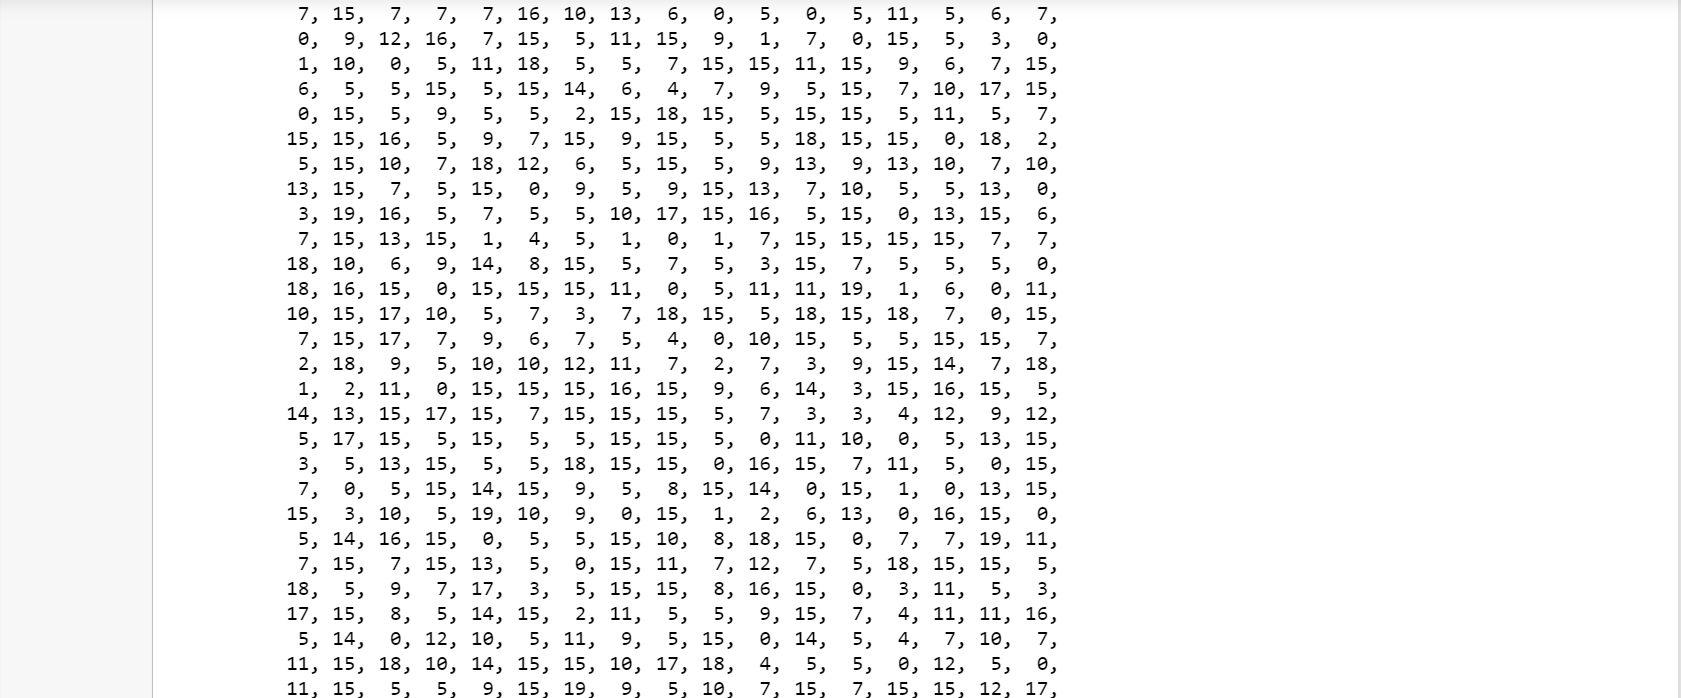 7, 15, 7, 7, 7, 16, 10, 13, 6, 0, 5, 0, 5, 11, 5, 6, 7,
0, 9, 12, 16, 7, 15, 5, 11, 15, 9, 1, 7, 0, 15, 5, 3, 0,
1, 10, 0, 5, 11, 18, 5, 5, 7, 15, 15, 11, 15, 9, 6, 7, 15,
6, 5, 5, 15, 5, 15, 14, 6, 4, 7, 9, 5, 15, 7, 10, 17, 15,
0, 15, 5, 9, 5, 5, 2, 15, 18, 15, 5, 15, 15, 5, 11, 5, 7,
15, 15, 16, 5, 9, 7, 15, 9, 15, 5, 5, 18, 15, 15, 0, 18, 2,
5, 15, 10, 7, 18, 12, 6, 5, 15, 5, 9, 13, 9, 13, 10, 7, 10,
13, 15, 7, 5, 15, 0, 9, 5, 9, 15, 13, 7, 10, 5, 5, 13, 0,
3, 19, 16, 5, 7, 5, 5, 10, 17, 15, 16, 5, 15, 0, 13, 15, 6,
7, 15, 13, 15, 1, 4, 5, 1, 0, 1, 7, 15, 15, 15, 15, 7, 7,
18, 10, 6, 9, 14, 8, 15, 5, 7, 5, 3, 15, 7, 5, 5, 5, 0,
18, 16, 15, 0, 15, 15, 15, 11, 0, 5, 11, 11, 19, 1, 6, 0, 11,
10, 15, 17, 10, 5, 7, 3, 7, 18, 15, 5, 18, 15, 18, 7, 0, 15,
7, 15, 17, 7, 9, 6, 7, 5, 4, 0, 10, 15, 5, 5, 15, 15, 7,
2, 18, 9, 5, 10, 10, 12, 11, 7, 2, 7, 3, 9, 15, 14, 7, 18,
1, 2, 11, 0, 15, 15, 15, 16, 15, 9, 6, 14, 3, 15, 16, 15, 5,
14, 13, 15, 17, 15, 7, 15, 15, 15, 5, 7, 3, 3, 4, 12, 9, 12,
5, 17, 15, 5, 15, 5, 5, 15, 15, 5, 0, 11, 10, 0, 5, 13, 15,
3, 5, 13, 15, 5, 5, 18, 15, 15, 0, 16, 15, 7, 11, 5, 0, 15,
7, 0, 5, 15, 14, 15, 9, 5, 8, 15, 14, 0, 15, 1, 0, 13, 15,
15, 3, 10, 5, 19, 10, 9, 0, 15, 1, 2, 6, 13, 0, 16, 15, 0,
5, 14, 16, 15, 0, 5, 5, 15, 10, 8, 18, 15, 0, 7, 7, 19, 11,
7, 15, 7, 15, 13, 5, 0, 15, 11, 7, 12, 7, 5, 18, 15, 15, 5,
18, 5, 9, 7, 17, 3, 5, 15, 15, 8, 16, 15, 0, 3, 11, 5, 3,
17, 15, 8, 5, 14, 15, 2, 11, 5, 5, 9, 15, 7, 4, 11, 11, 16,
5, 14, 0, 12, 10, 5, 11, 9, 5, 15, 0, 14, 5, 4, 7, 10, 7,
11, 15, 18, 10, 14, 15, 15, 10, 17, 18, 4, 5, 5, 0, 12, 5, 0,
11, 15, 5, 5, 9, 15, 19, 9, 5, 10, 7, 15, 7, 15, 15, 12, 17,